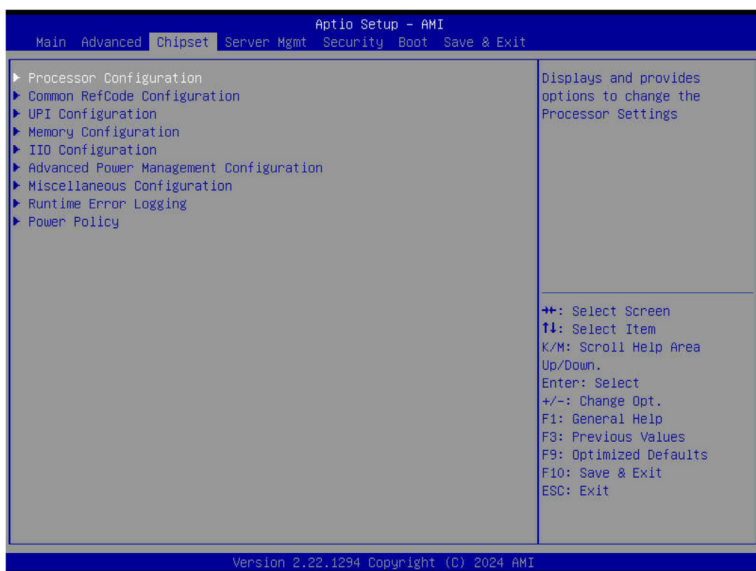 Aptio Setup – AMI
Main Advanced Chipset Server Mgmt Security Boot Save & Exit
▶ Processor Configuration
▶ Common RefCode Configuration
▶ UPI Configuration
▶ Memory Configuration
▶ IIO Configuration
▶ Advanced Power Management Configuration
▶ Miscellaneous Configuration
▶ Runtime Error Logging
▶ Power Policy
Displays and provides
options to change the
Processor Settings
→←: Select Screen
↑↓: Select Item
K/M: Scroll Help Area
Up/Down.
Enter: Select
+/-: Change Opt.
F1: General Help
F3: Previous Values
F9: Optimized Defaults
F10: Save & Exit
ESC: Exit
Version 2.22.1294 Copyright (C) 2024 AMI